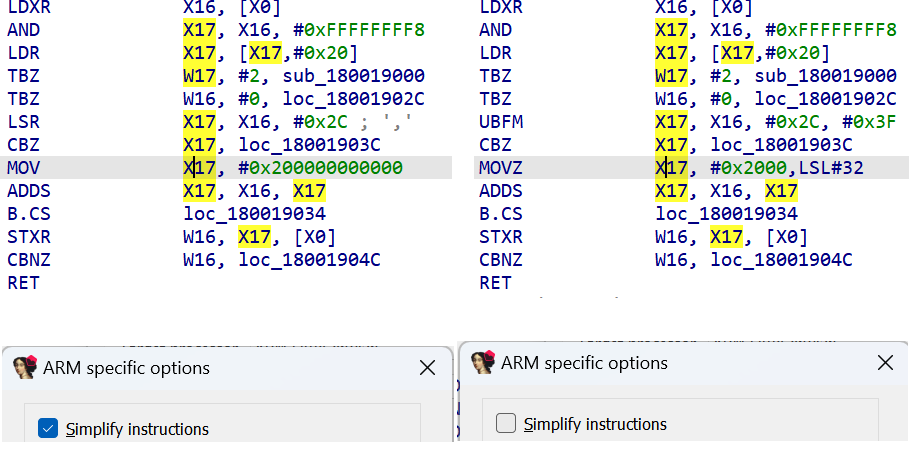 LDXR X16, [X0]
AND X17, X16, #0xFFFFFFFF8
LDR X17, [X17,#0x20]
TBZ W17, #2, sub_180019000
TBZ W16, #0, loc_18001902C
LSR X17, X16, #0x2C ; ','
CBZ X17, loc_18001903C
MOV X17, #0x200000000000
ADDS X17, X16, X17
B.CS loc_180019034
STXR W16, X17, [X0]
CBNZ W16, loc_18001904C
RET
LDXR X16, [X0]
AND X17, X16, #0xFFFFFFFF8
LDR X17, [X17,#0x20]
TBZ W17, #2, sub_180019000
TBZ W16, #0, loc_18001902C
UBFM X17, X16, #0x2C, #0x3F
CBZ X17, loc_18001903C
MOVZ X17, #0x2000,LSL#32
ADDS X17, X16, X17
B.CS loc_180019034
STXR W16, X17, [X0]
CBNZ W16, loc_18001904C
RET
ARM specific options
Simplify instructions
ARM specific options
Simplify instructions